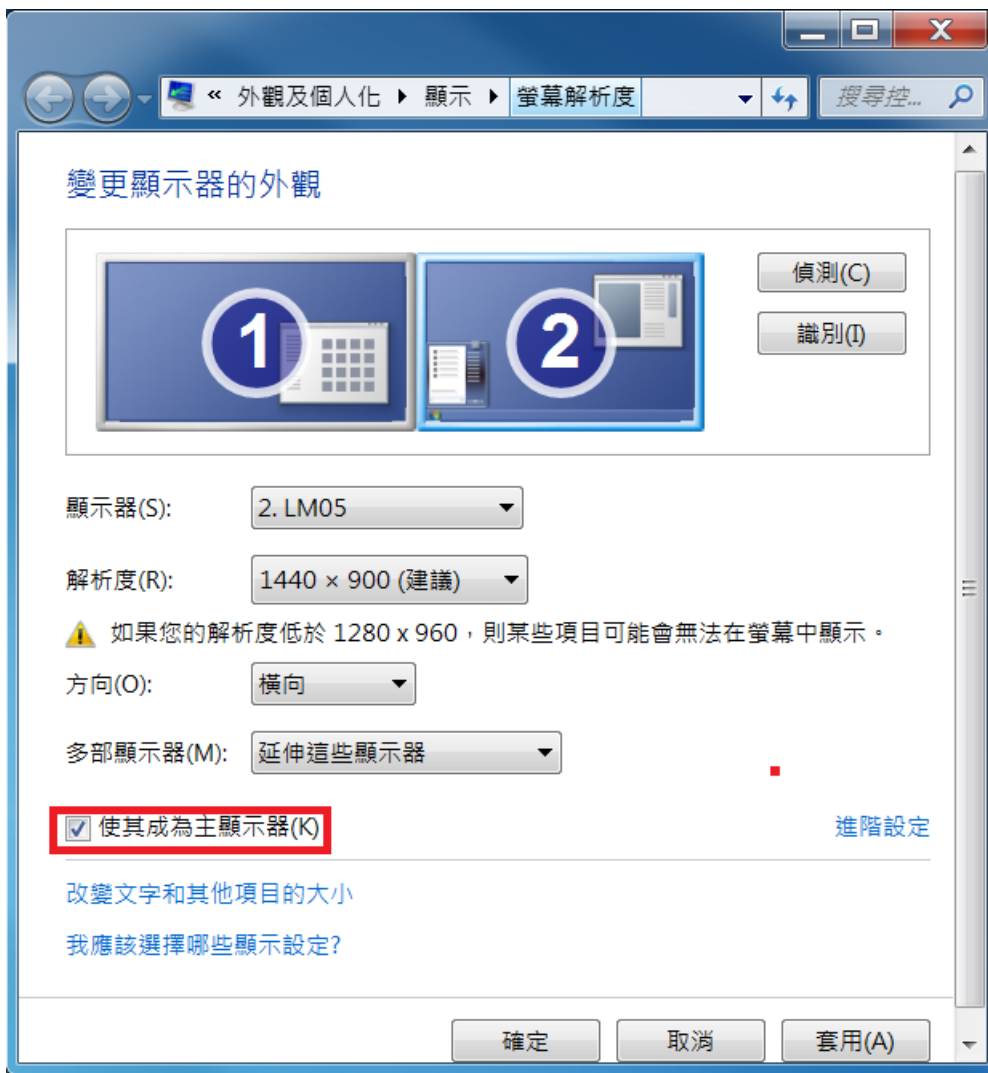 « 外觀及個人化 ▸ 顯示 ▸ 螢幕解析度 搜尋控...
變更顯示器的外觀
1 2
偵測(C)
識別(I)
顯示器(S): 2. LM05
解析度(R): 1440 × 900 (建議)
如果您的解析度低於 1280 x 960，則某些項目可能會無法在螢幕中顯示。
方向(O): 橫向
多部顯示器(M): 延伸這些顯示器
使其成為主顯示器(K) 進階設定
改變文字和其他項目的大小
我應該選擇哪些顯示設定?
確定 取消 套用(A)